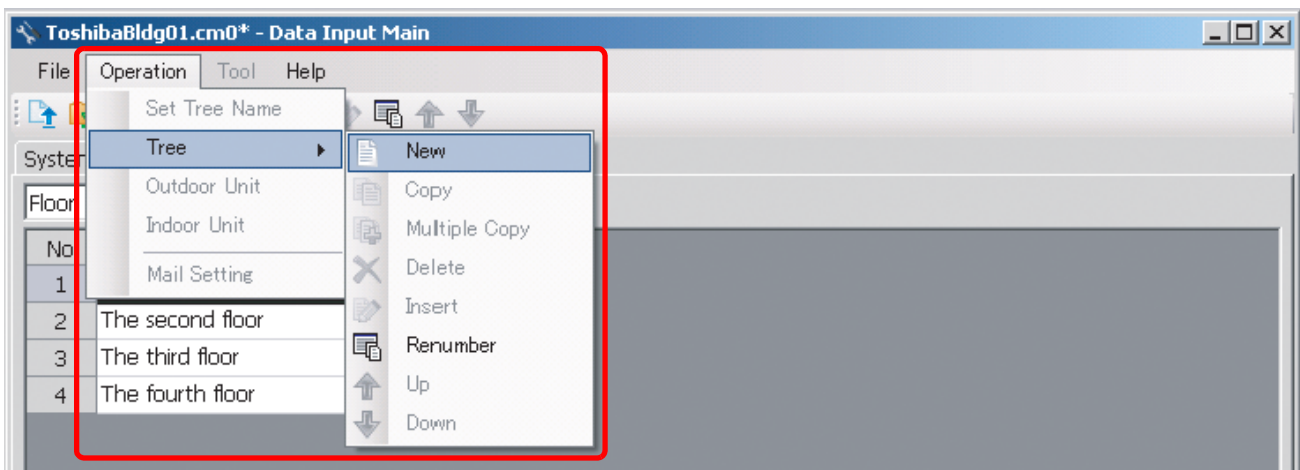 ToshibaBldg01.cm0* - Data Input Main
File Operation Tool Help
Set Tree Name
Tree
Outdoor Unit
Indoor Unit
Mail Setting
New
Copy
Multiple Copy
Delete
Insert
Renumber
Up
Down
Floor
No
1
2 The second floor
3 The third floor
4 The fourth floor